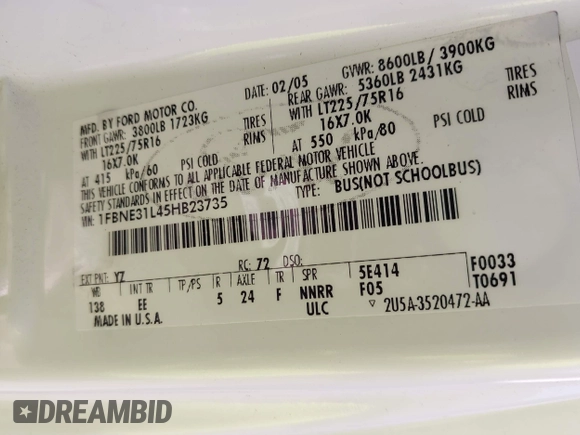 MFD. BY FORD MOTOR CO.
DATE: 02/05
GVWR: 8600LB / 3900KG
FRONT GAWR: 3800LB 1723KG
REAR GAWR: 5360LB 2431KG
WITH LT225/75R16 TIRES
WITH LT225/75R16 TIRES
16X7.0K RIMS
16X7.0K RIMS
AT 415 kPa/60 PSI COLD
AT 550 kPa/80 PSI COLD
THIS VEHICLE CONFORMS TO ALL APPLICABLE FEDERAL MOTOR VEHICLE
SAFETY STANDARDS IN EFFECT ON THE DATE OF MANUFACTURE SHOWN ABOVE.
VIN: 1FBNE31L45HB23735
TYPE: BUS(NOT SCHOOLBUS)
EXT PNT: YZ RC: 72 DSO:
WB INT TR TP/PS R AXLE TR SPR 5E414 F0033
138 EE 5 24 F NNRR F05 T0691
ULC
MADE IN U.S.A. 2U5A-3520472-AA
DREAMBID